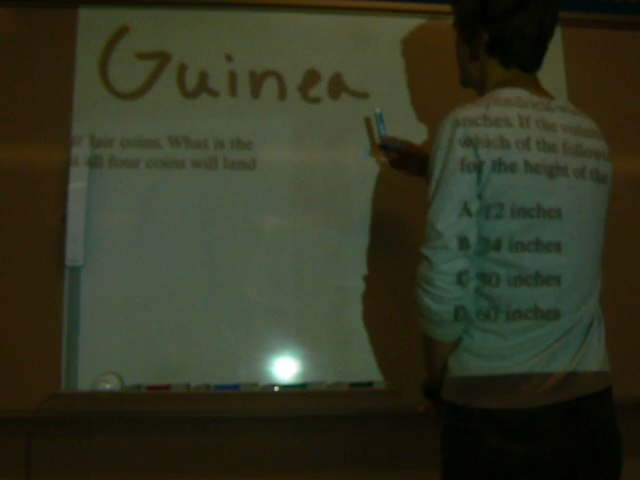 Guinea
fair coins. What is the
all four coins will land
inches. If the volume
which of the following
for the height of the
A. 12 inches
B. 24 inches
C. 30 inches
D. 60 inches